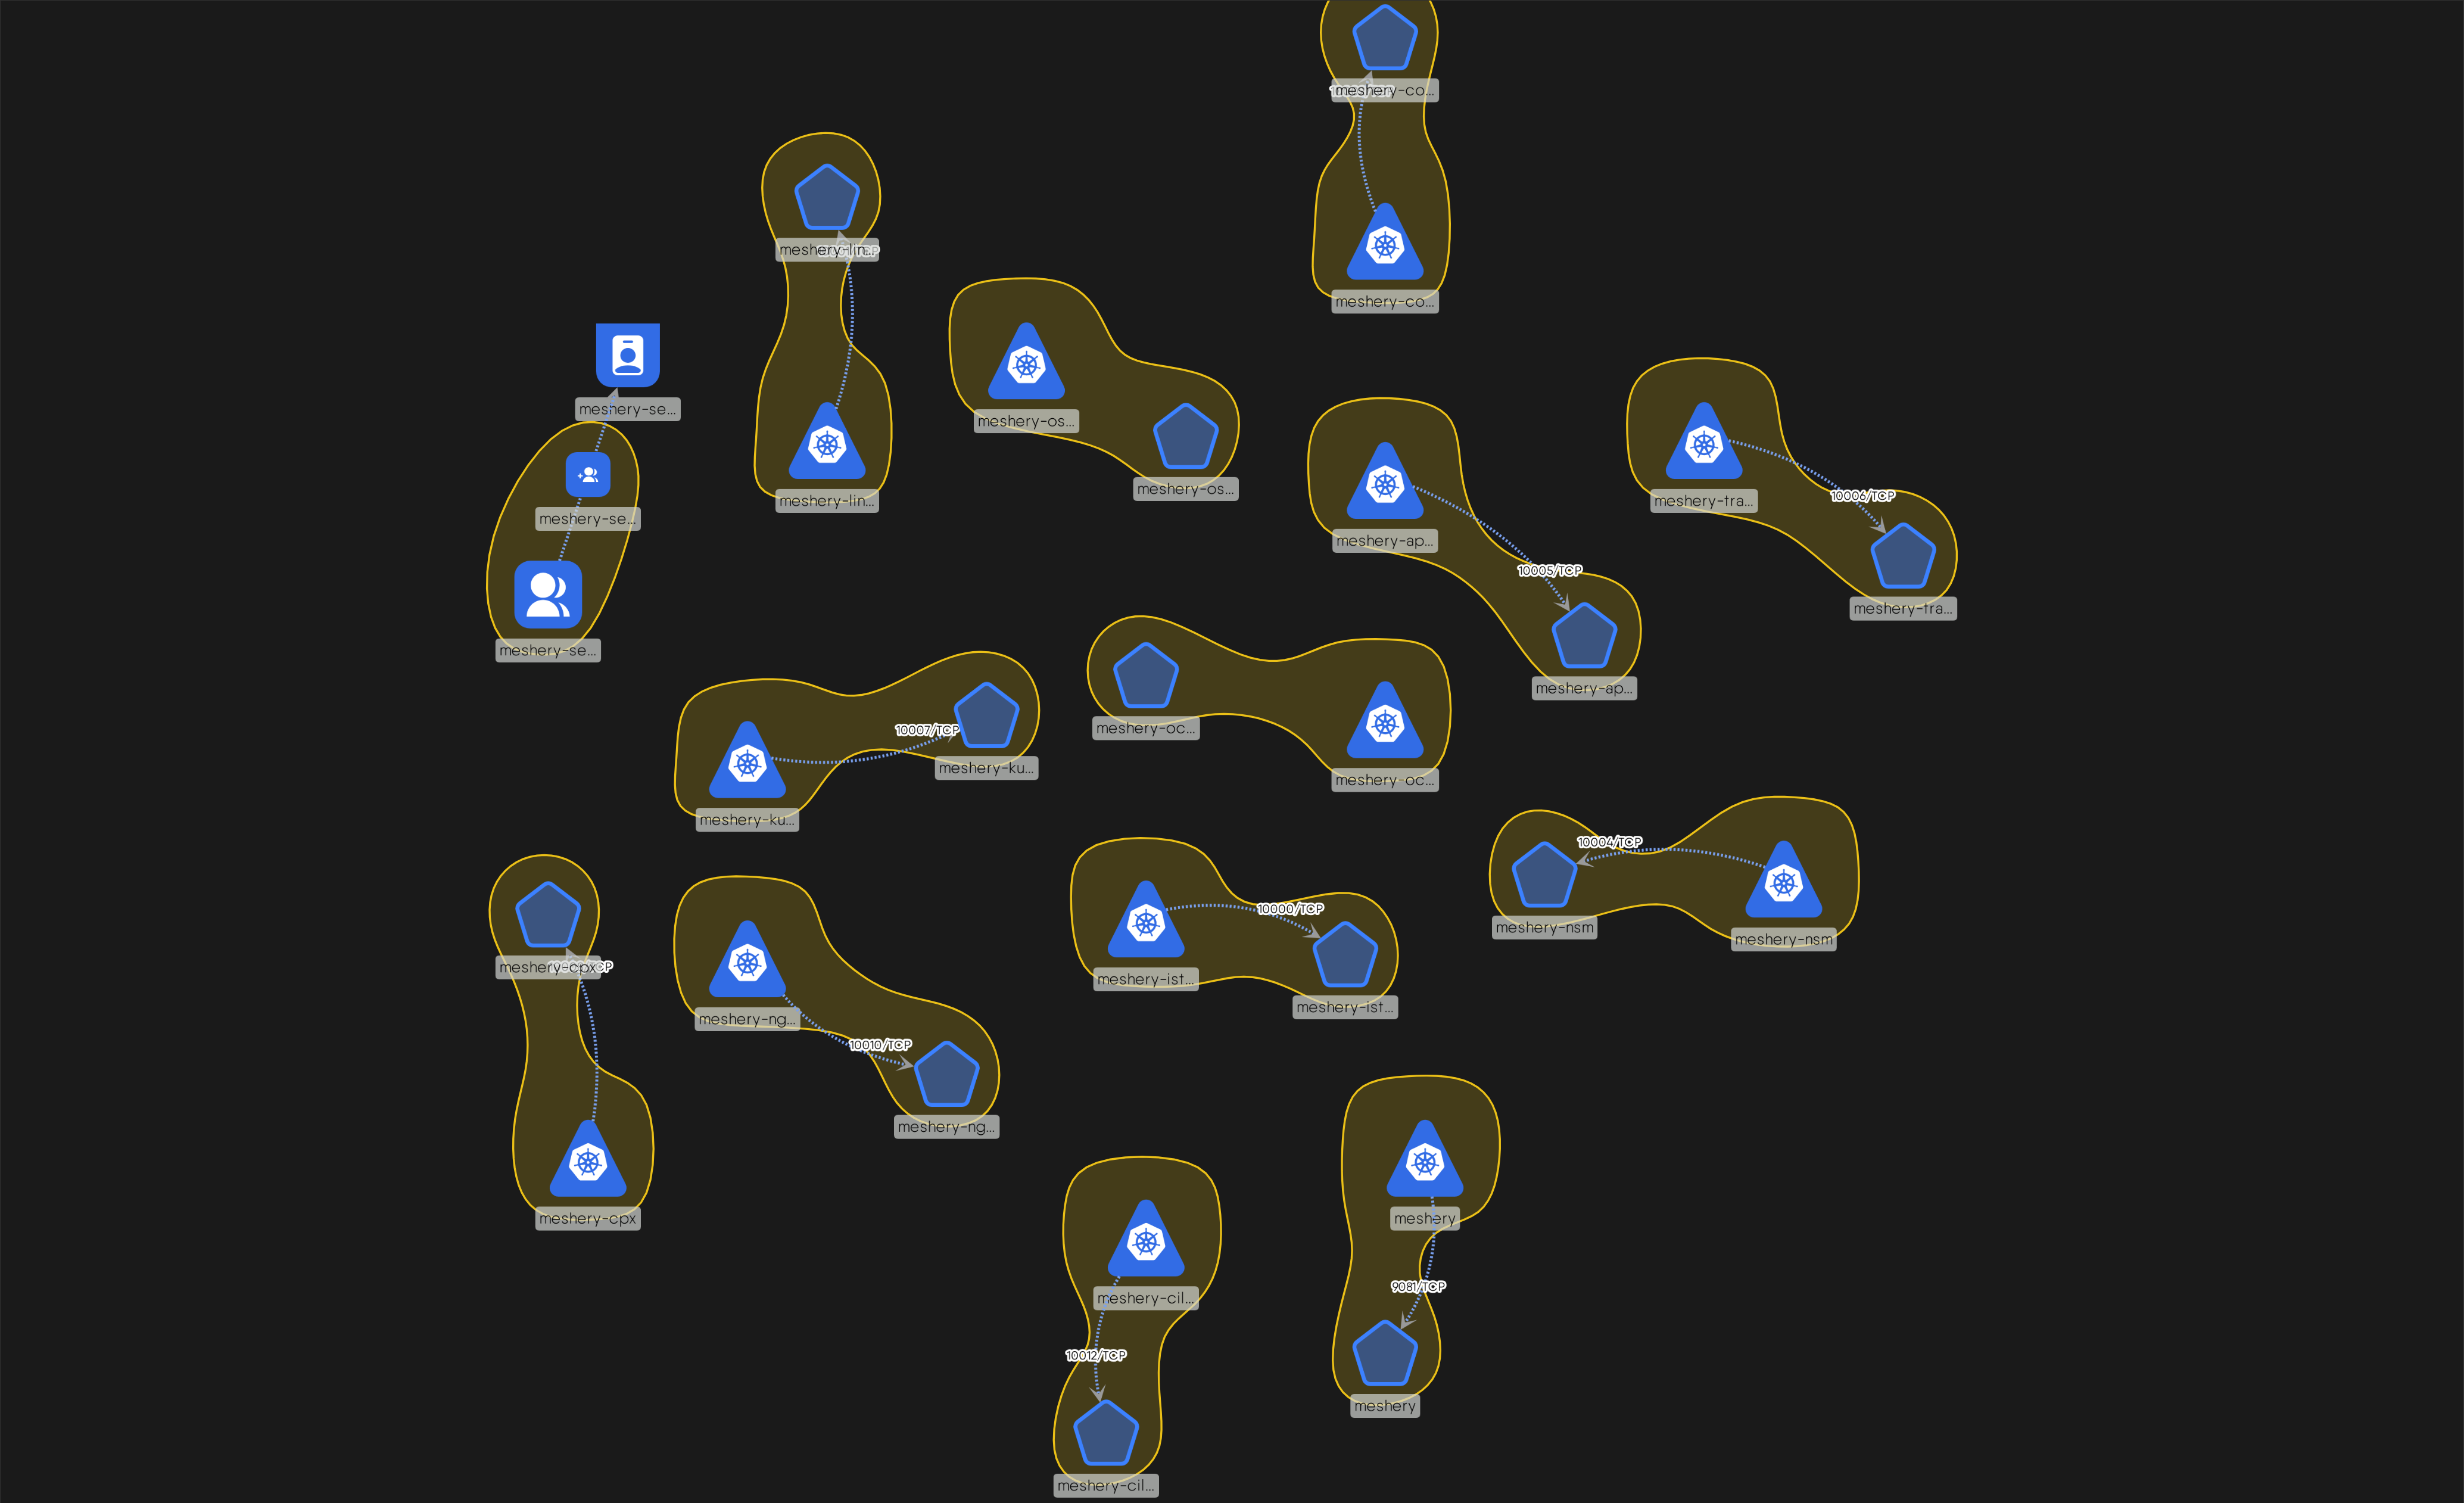 meshery-co...
meshery-lin...
meshery-co...
meshery-se...
meshery-os...
meshery-os...
meshery-lin...
meshery-tra...
10006/TCP
meshery-se...
meshery-ap...
10005/TCP
meshery-tra...
meshery-se...
meshery-ap...
meshery-oc...
10007/TCP
meshery-ku...
meshery-oc...
meshery-ku...
10004/TCP
meshery-nsm
meshery-nsm
10000/TCP
meshery-cpx
meshery-ist...
meshery-ist...
meshery-ng...
10010/TCP
meshery-ng...
meshery-cpx
meshery
9081/TCP
meshery-cil...
10012/TCP
meshery
meshery-cil...